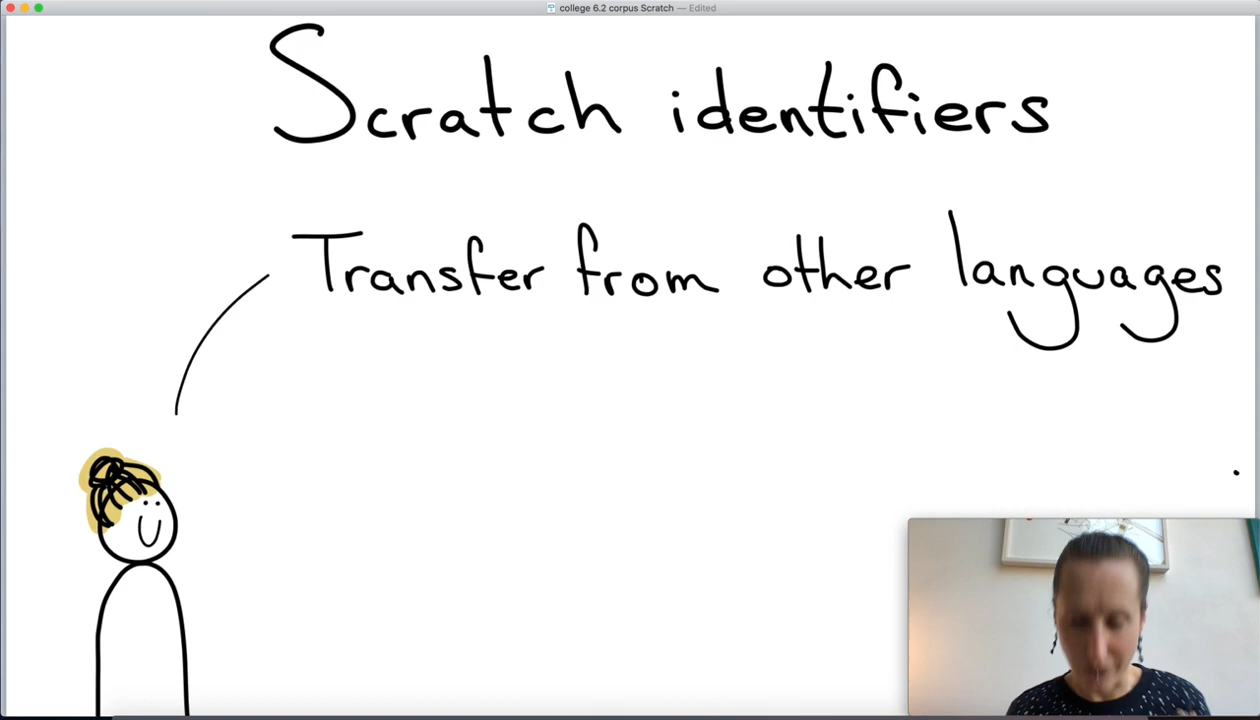 college 6.2 corpus Scratch — Edited
Scratch identifiers
Transfer from other languages